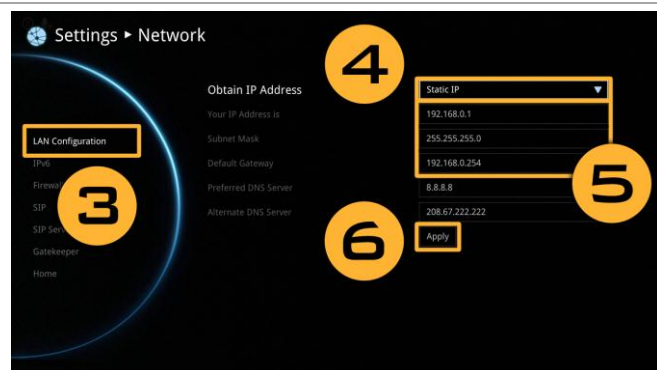 Settings ▸ Network
4
Obtain IP Address
Static IP
Your IP Address is
192.168.0.1
LAN Configuration
Subnet Mask
255.255.255.0
IPv6
Default Gateway
192.168.0.254
5
3
Preferred DNS Server
8.8.8.8
SIP
Alternate DNS Server
208.67.222.222
6
Apply
Gatekeeper
Home